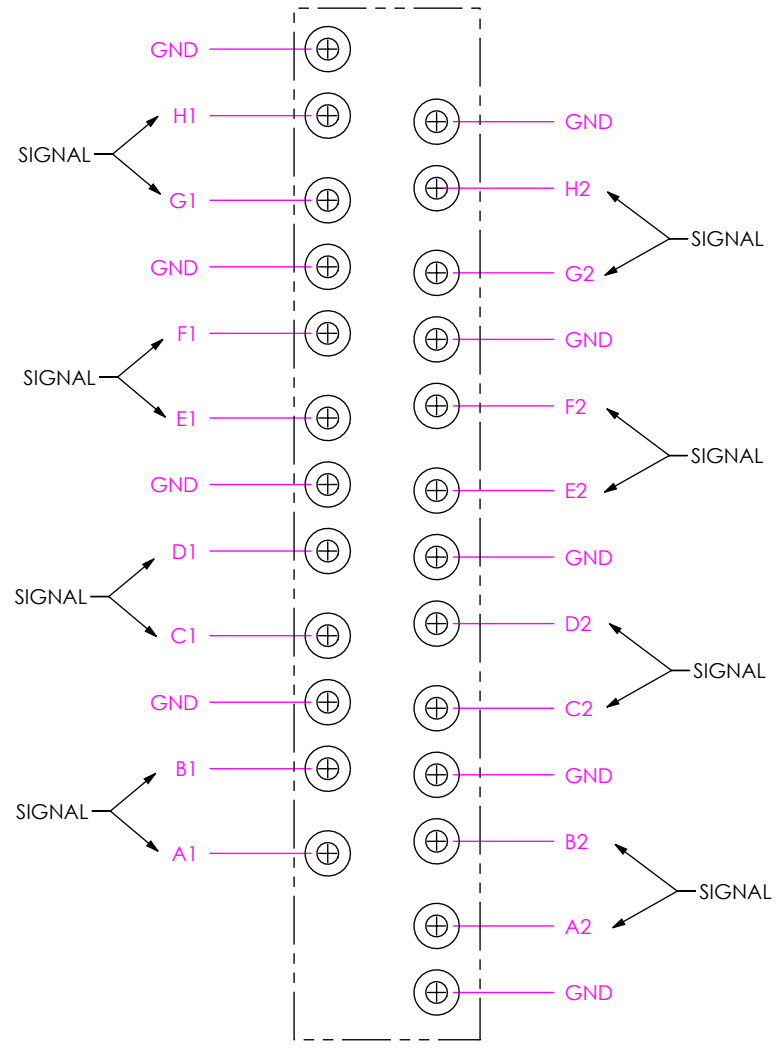 GND
H1
SIGNAL
G1
GND
F1
SIGNAL
E1
GND
D1
SIGNAL
C1
GND
B1
SIGNAL
A1
GND
H2
SIGNAL
G2
GND
F2
SIGNAL
E2
GND
D2
SIGNAL
C2
GND
B2
SIGNAL
A2
GND